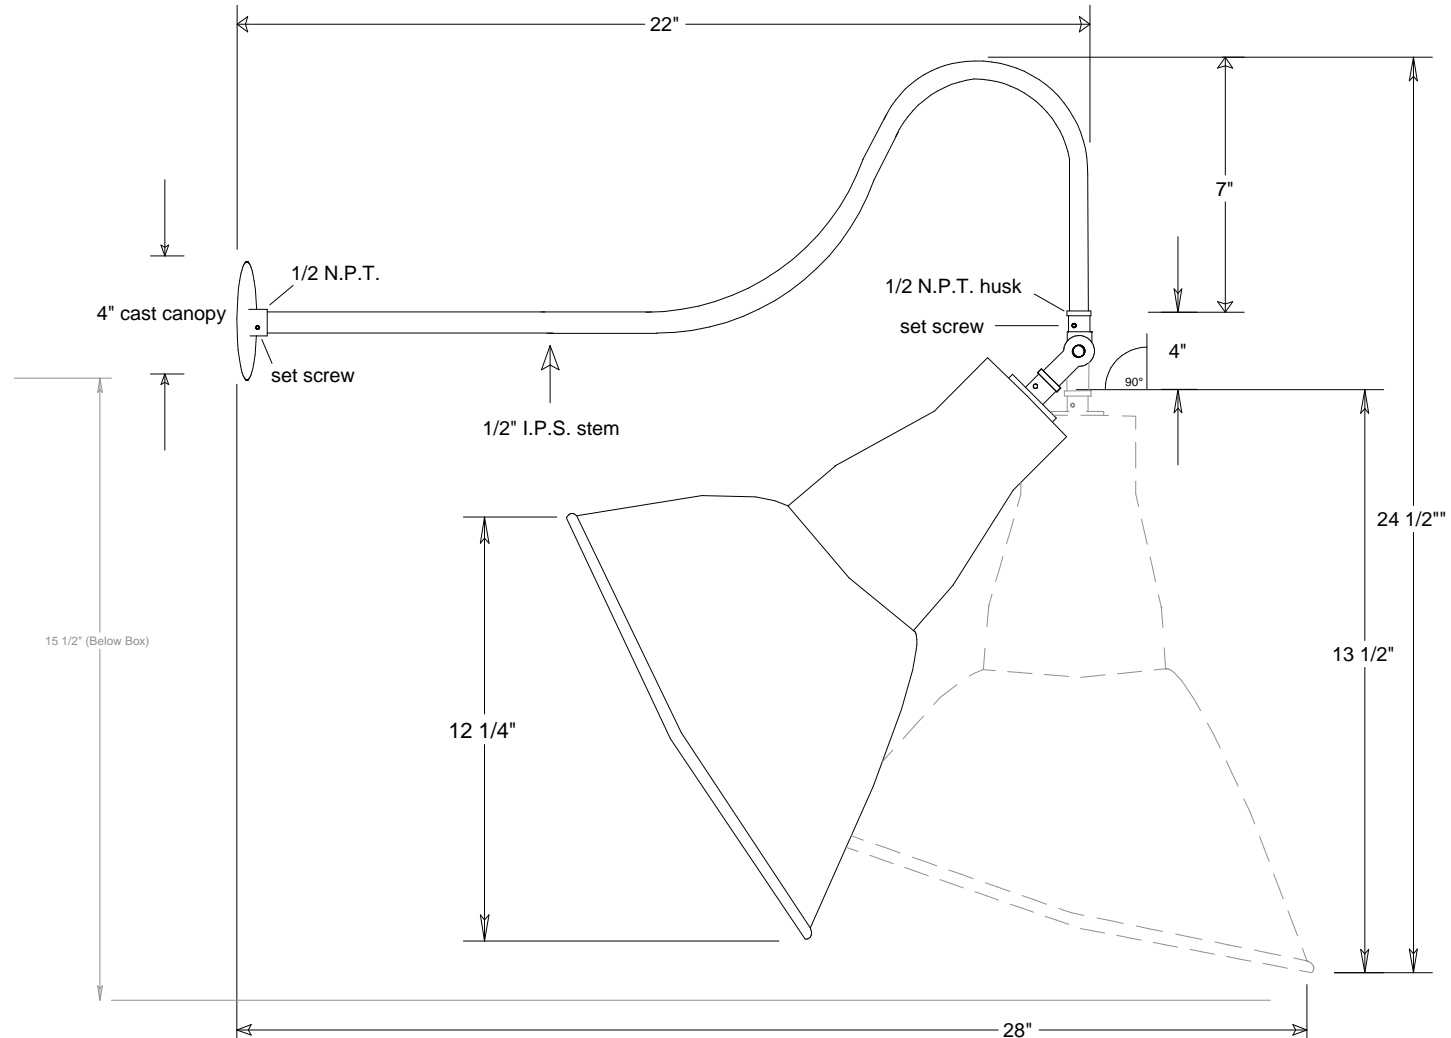 22"
7"
1/2 N.P.T.
1/2 N.P.T. husk
4" cast canopy
set screw
4"
set screw
90°
1/2" I.P.S. stem
24 1/2""
15 1/2" (Below Box)
13 1/2"
12 1/4"
28"